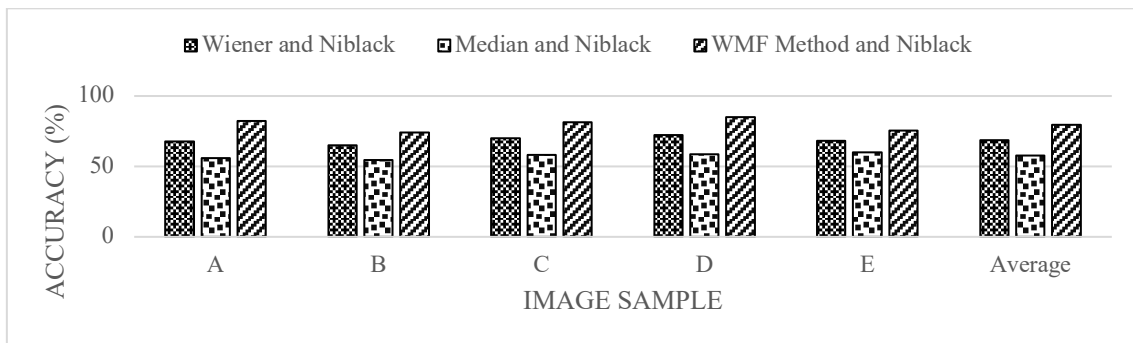 Wiener and Niblack Median and Niblack WMF Method and Niblack
ACCURACY (%)
100
50
0
A B C D E Average
IMAGE SAMPLE